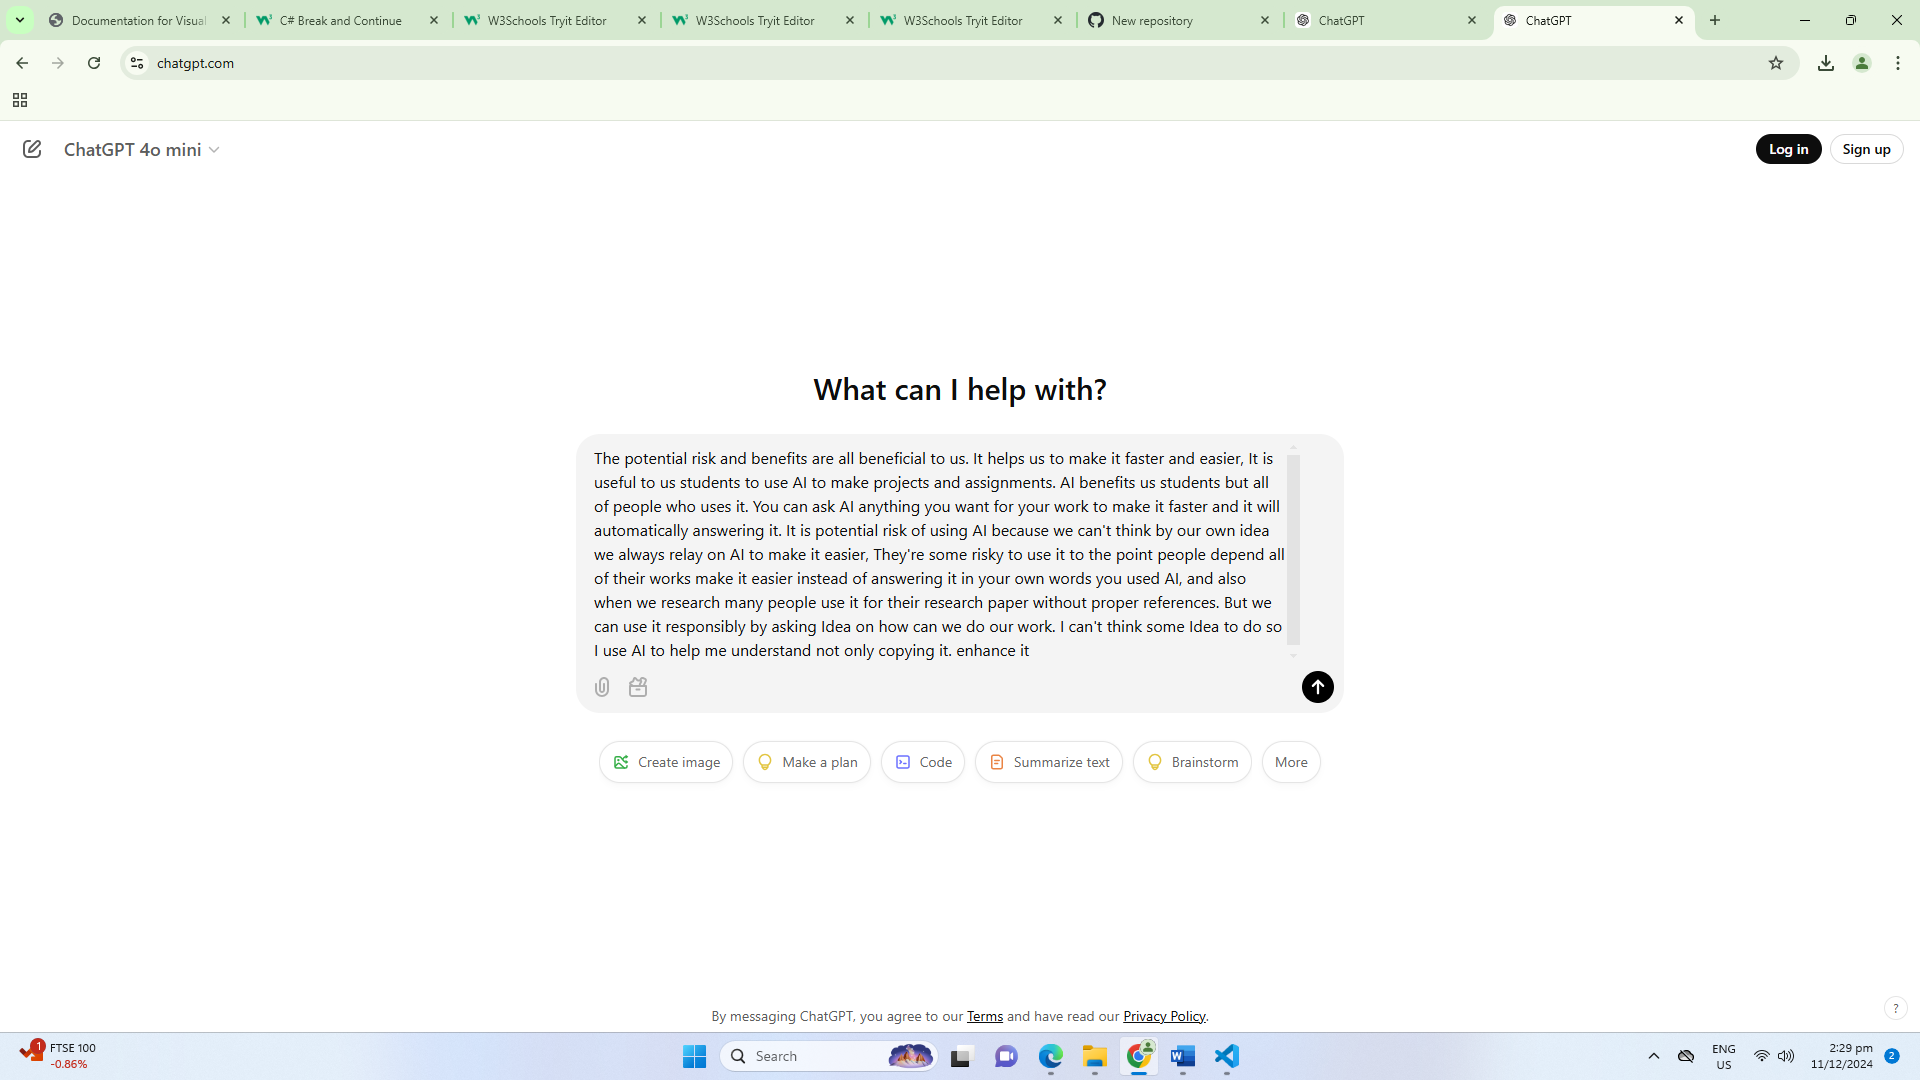 Documentation for Visual
C# Break and Continue
W3Schools Tryit Editor
W3Schools Tryit Editor
W3Schools Tryit Editor
New repository
ChatGPT
ChatGPT
chatgpt.com
ChatGPT 4o mini
Log in
Sign up
What can I help with?
The potential risk and benefits are all beneficial to us. It helps us to make it faster and easier, It is
useful to us students to use AI to make projects and assignments. AI benefits us students but all
of people who uses it. You can ask AI anything you want for your work to make it faster and it will
automatically answering it. It is potential risk of using AI because we can't think by our own idea
we always relay on AI to make it easier, They're some risky to use it to the point people depend all
of their works make it easier instead of answering it in your own words you used AI, and also
when we research many people use it for their research paper without proper references. But we
can use it responsibly by asking Idea on how can we do our work. I can't think some Idea to do so
I use AI to help me understand not only copying it. enhance it
Create image
Make a plan
Code
Summarize text
Brainstorm
More
By messaging ChatGPT, you agree to our Terms and have read our Privacy Policy.
?
1
FTSE 100
-0.86%
Search
ENG
US
2:29 pm
11/12/2024
2